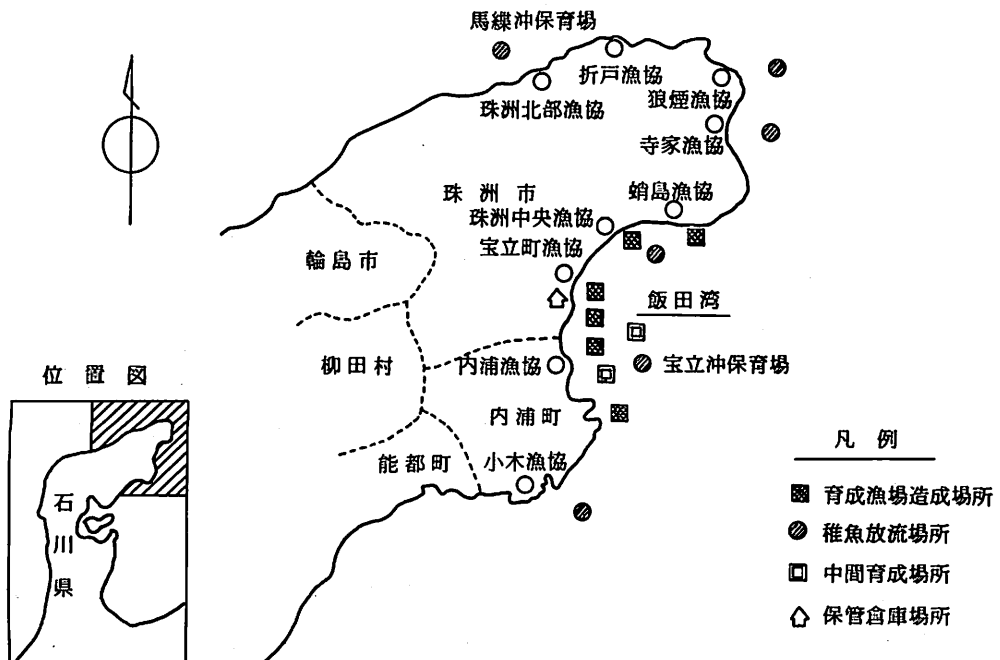 馬緤沖保育場
折戸漁協
狼煙漁協
珠洲北部漁協
寺家漁協
珠洲市
蛸島漁協
珠洲中央漁協
宝立町漁協
輪島市
飯田湾
柳田村
内浦漁協
宝立沖保育場
位置図
内浦町
凡例
能都町
小木漁協
育成漁場造成場所
石川県
稚魚放流場所
中間育成場所
保管倉庫場所